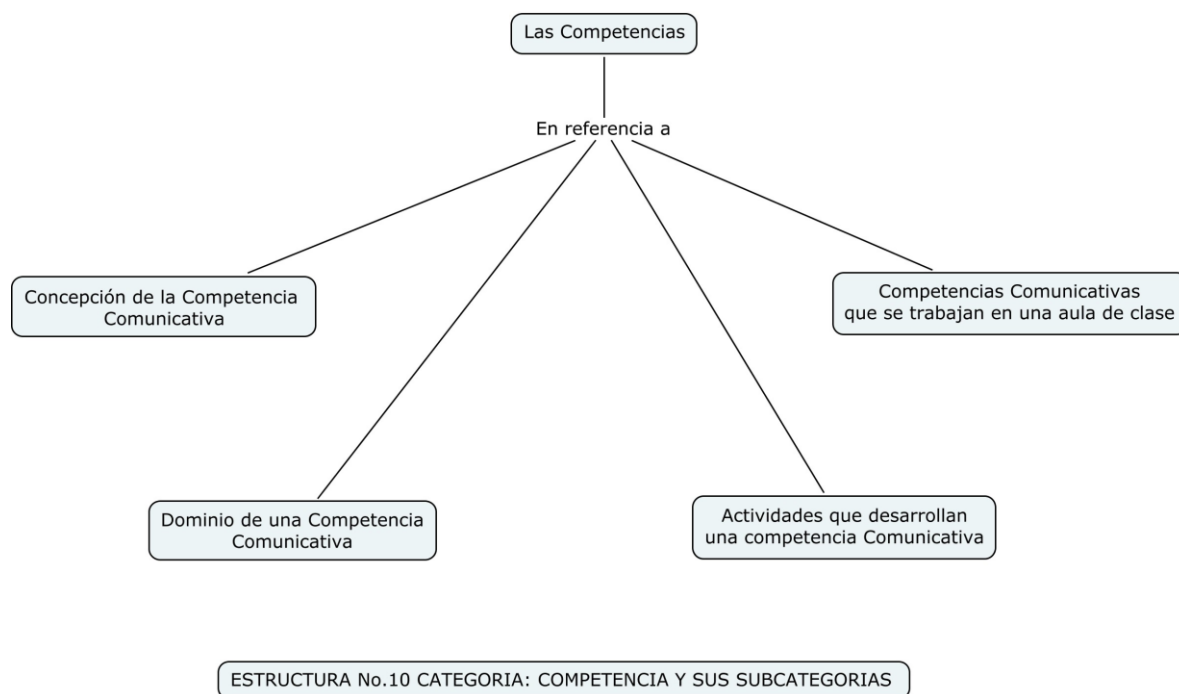 Las Competencias
En referencia a
Concepción de la Competencia
Comunicativa
Competencias Comunicativas
que se trabajan en una aula de clase
Dominio de una Competencia
Comunicativa
Actividades que desarrollan
una competencia Comunicativa
ESTRUCTURA No.10 CATEGORIA: COMPETENCIA Y SUS SUBCATEGORIAS